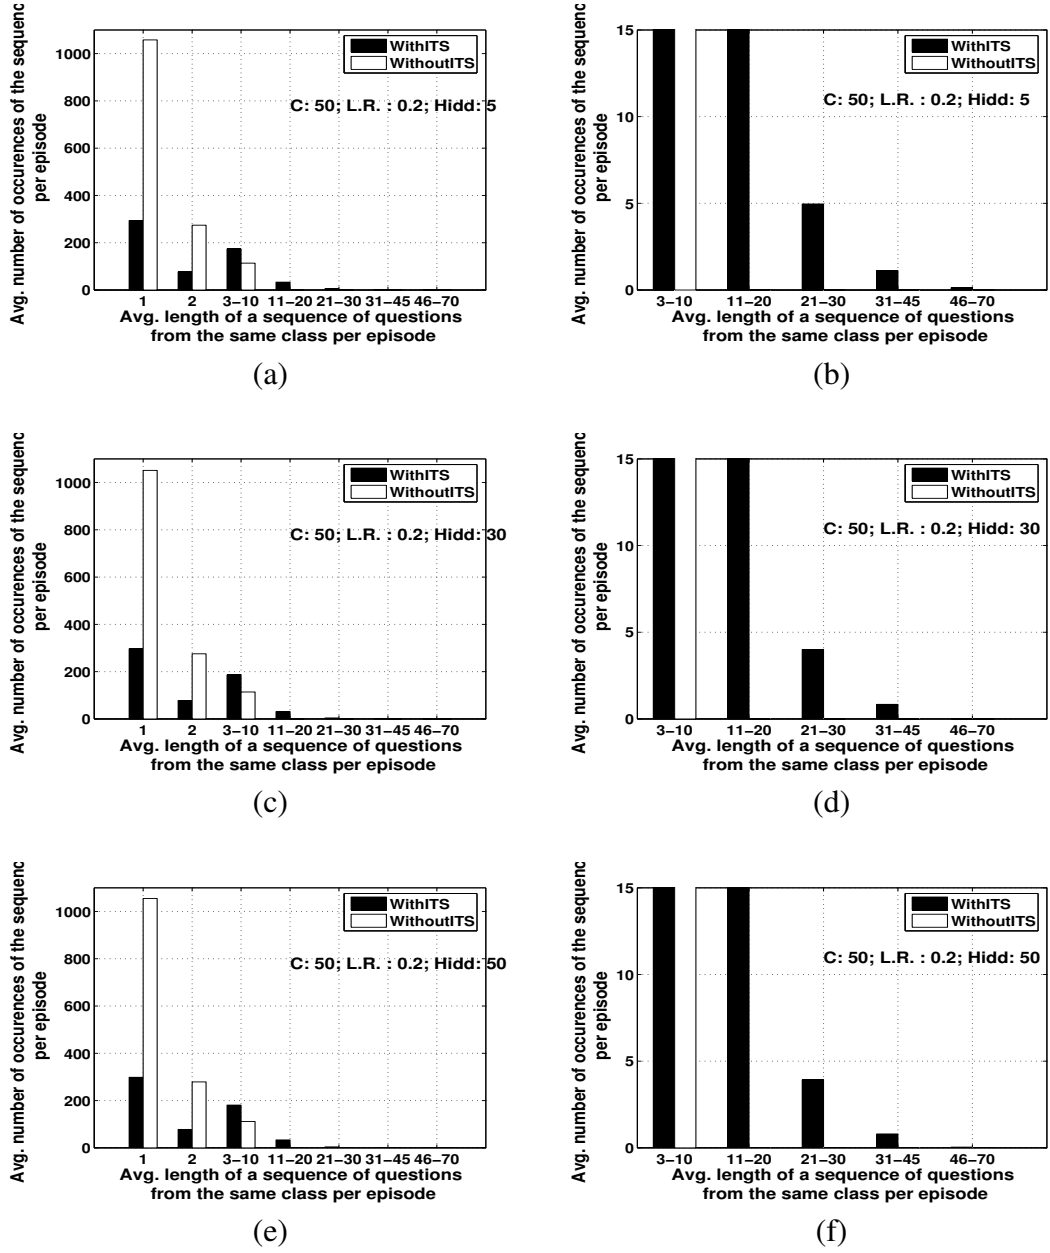 Avg. number of occurences of the sequenc
per episode
1000
800
600
400
200
0
WithITS
WithoutITS
C: 50; L.R. : 0.2; Hidd: 5
1 2 3−10 11−20 21−30 31−45 46−70
Avg. length of a sequence of questions
from the same class per episode
(a)
Avg. number of occurences of the sequenc
per episode
15
10
5
0
WithITS
WithoutITS
C: 50; L.R. : 0.2; Hidd: 5
3−10 11−20 21−30 31−45 46−70
Avg. length of a sequence of questions
from the same class per episode
(b)
Avg. number of occurences of the sequenc
per episode
1000
800
600
400
200
0
WithITS
WithoutITS
C: 50; L.R. : 0.2; Hidd: 30
1 2 3−10 11−20 21−30 31−45 46−70
Avg. length of a sequence of questions
from the same class per episode
(c)
Avg. number of occurences of the sequenc
per episode
15
10
5
0
WithITS
WithoutITS
C: 50; L.R. : 0.2; Hidd: 30
3−10 11−20 21−30 31−45 46−70
Avg. length of a sequence of questions
from the same class per episode
(d)
Avg. number of occurences of the sequenc
per episode
1000
800
600
400
200
0
WithITS
WithoutITS
C: 50; L.R. : 0.2; Hidd: 50
1 2 3−10 11−20 21−30 31−45 46−70
Avg. length of a sequence of questions
from the same class per episode
(e)
Avg. number of occurences of the sequenc
per episode
15
10
5
0
WithITS
WithoutITS
C: 50; L.R. : 0.2; Hidd: 50
3−10 11−20 21−30 31−45 46−70
Avg. length of a sequence of questions
from the same class per episode
(f)